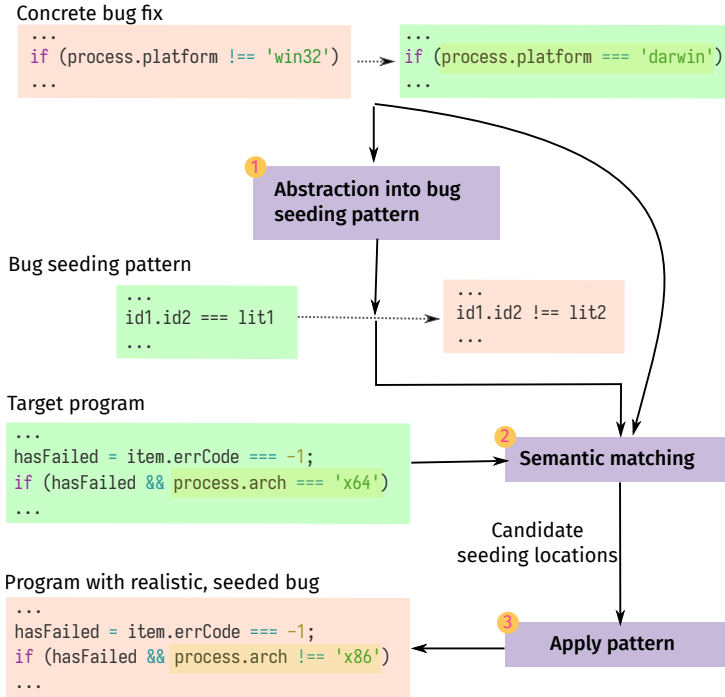 Concrete bug fix
...
if (process.platform !== 'win32')
...
...
if (process.platform === 'darwin')
...
1
Abstraction into bug
seeding pattern
Bug seeding pattern
...
id1.id2 === lit1
...
...
id1.id2 !== lit2
...
Target program
...
hasFailed = item.errCode === -1;
if (hasFailed && process.arch === 'x64')
...
2
Semantic matching
Candidate
seeding locations
Program with realistic, seeded bug
...
hasFailed = item.errCode === -1;
if (hasFailed && process.arch !== 'x86')
...
3
Apply pattern